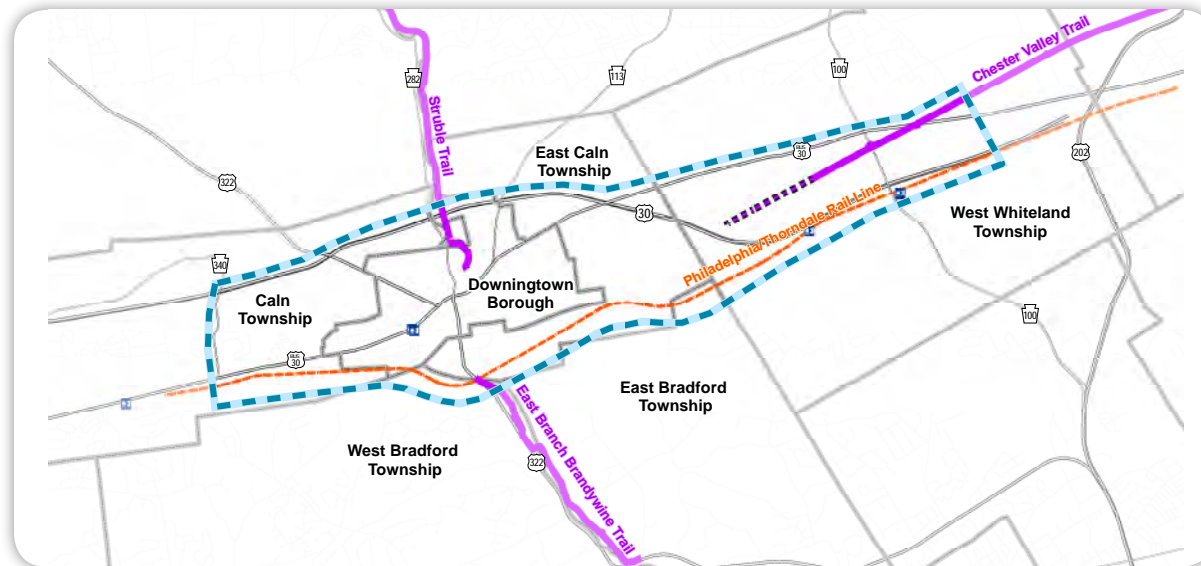 Chester Valley Trail
282
113
100
Struble Trail
BUS
30
202
East Caln
Township
322
30
Philadelphia/Thorndale Rail Line
West Whiteland
Township
340
Downingtown
Borough
Caln
Township
100
BUS
30
East Bradford
Township
East Branch Brandywine Trail
West Bradford
Township
322